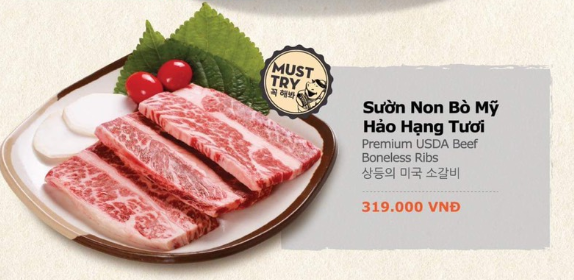 MUST
TRY
꼭 해봐
Sườn Non Bò Mỹ
Hảo Hạng Tươi
Premium USDA Beef
Boneless Ribs
상등의 미국 소갈비
319.000 VNĐ